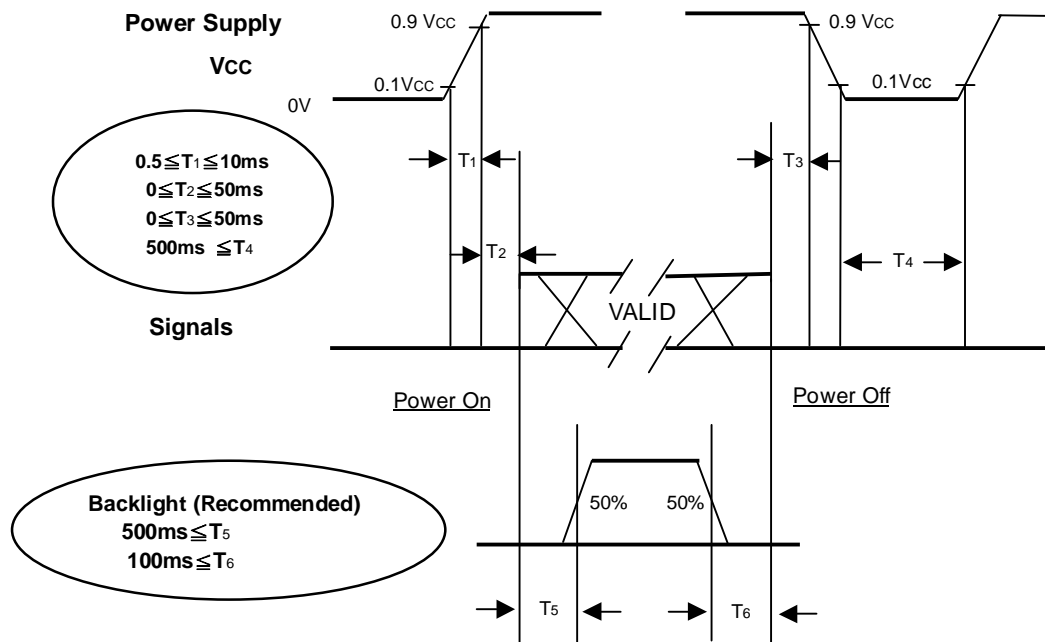 Power Supply
VCC
0.9 VCC
0.1VCC
0V
0.9 VCC
0.1Vcc
0.5≦T1≦10ms
0≦T2≦50ms
0≦T3≦50ms
500ms ≦T4
T1
T2
T3
T4
VALID
Signals
Power On
Power Off
Backlight (Recommended)
500ms≦T5
100ms≦T6
50%
50%
T5
T6